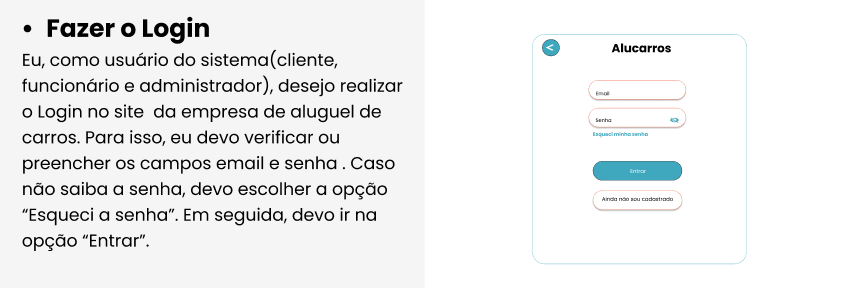 • Fazer o Login
Eu, como usuário do sistema(cliente,
funcionário e administrador), desejo realizar
o Login no site  da empresa de aluguel de
carros. Para isso, eu devo verificar ou
preencher os campos email e senha . Caso
não saiba a senha, devo escolher a opção
“Esqueci a senha”. Em seguida, devo ir na
opção “Entrar”.
<
Alucarros
Email
Senha
Esqueci minha senha
Entrar
Ainda não sou cadastrado